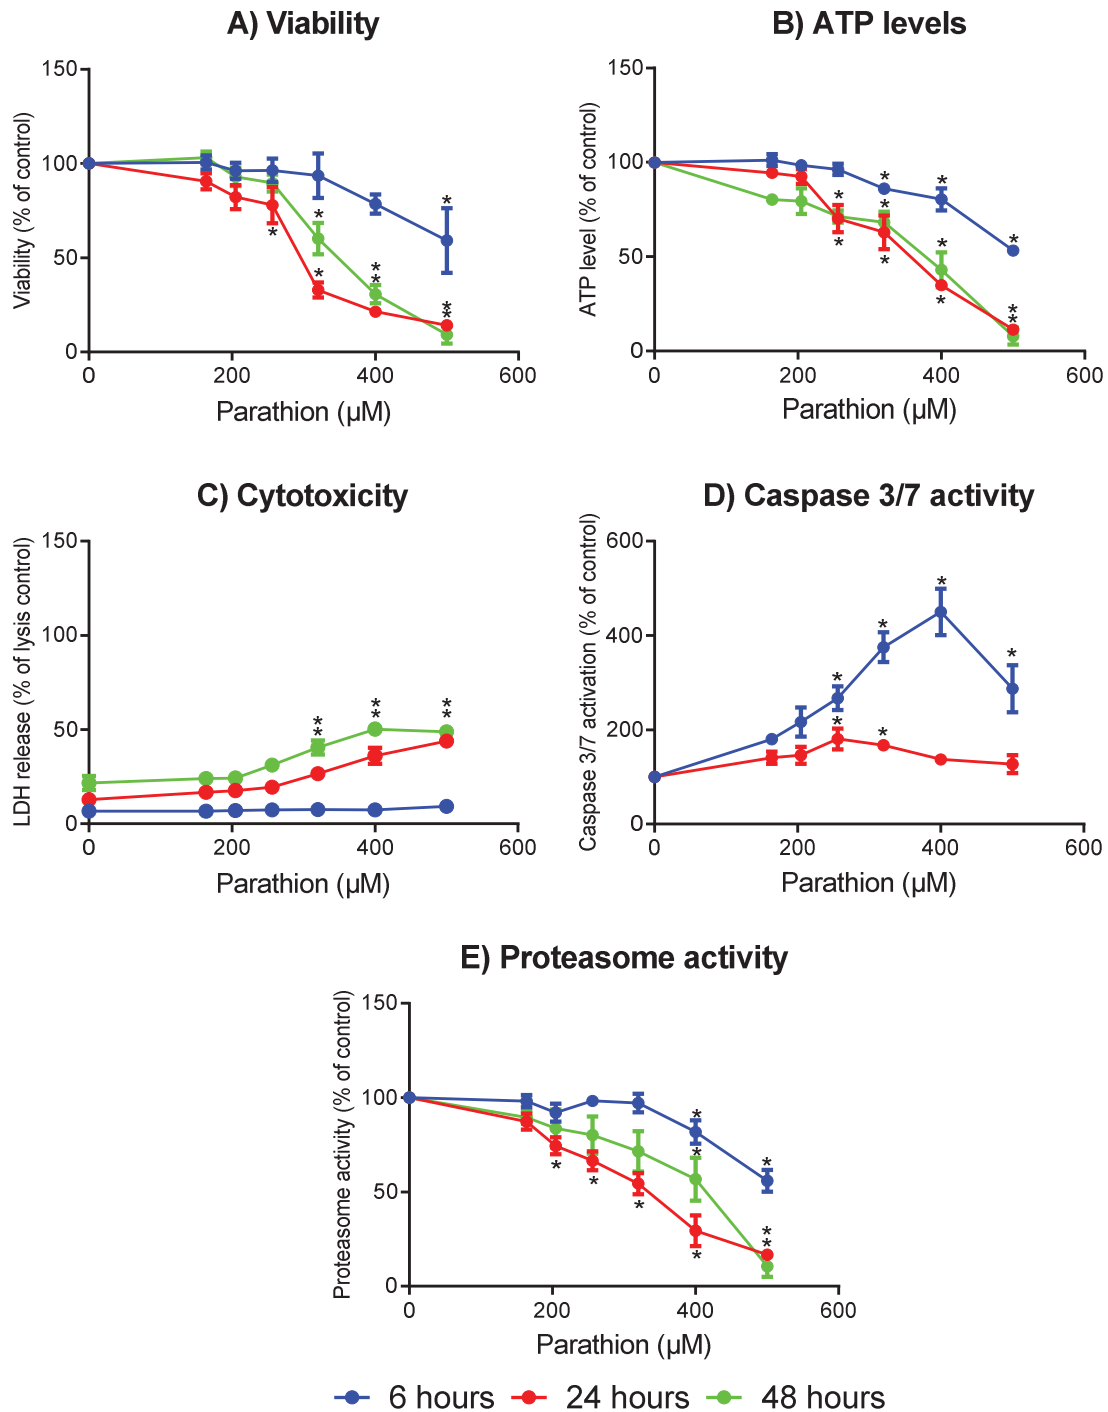 A) Viability
B) ATP levels
Viability (% of control)
150
100
50
0
0 200 400 600
Parathion (µM)
ATP level (% of control)
150
100
50
0
0 200 400 600
Parathion (µM)
C) Cytotoxicity
D) Caspase 3/7 activity
LDH release (% of lysis control)
150
100
50
0
0 200 400 600
Parathion (µM)
Caspase 3/7 activation (% of control)
600
400
200
0
0 200 400 600
Parathion (µM)
E) Proteasome activity
Proteasome activity (% of control)
150
100
50
0
0 200 400 600
Parathion (µM)
6 hours 24 hours 48 hours